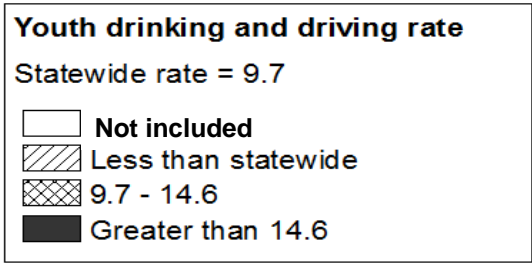 Youth drinking and driving rate
Statewide rate = 9.7
Not included
Less than statewide
9.7 - 14.6
Greater than 14.6